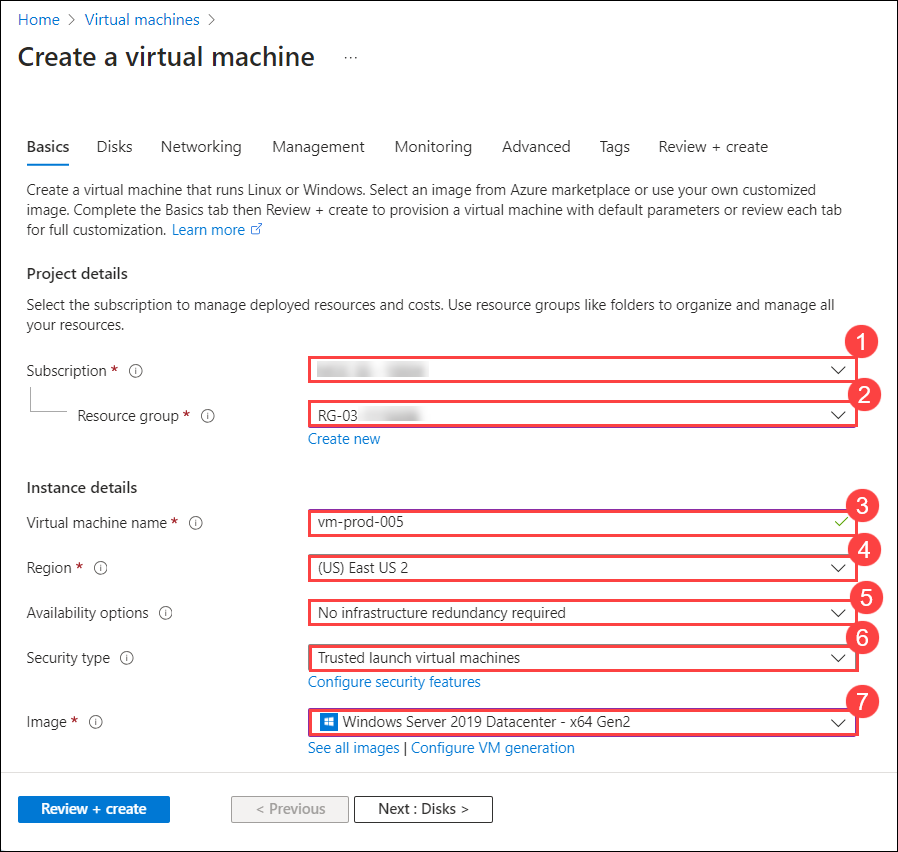 Home > Virtual machines >
Create a virtual machine ...
Basics Disks Networking Management Monitoring Advanced Tags Review + create
Create a virtual machine that runs Linux or Windows. Select an image from Azure marketplace or use your own customized
image. Complete the Basics tab then Review + create to provision a virtual machine with default parameters or review each tab
for full customization. Learn more
Project details
Select the subscription to manage deployed resources and costs. Use resource groups like folders to organize and manage all
your resources.
1
Subscription *
2
Resource group * RG-03
Create new
Instance details
3
Virtual machine name * vm-prod-005
4
Region * (US) East US 2
5
Availability options No infrastructure redundancy required
6
Security type Trusted launch virtual machines
Configure security features
7
Image * Windows Server 2019 Datacenter - x64 Gen2
See all images | Configure VM generation
Review + create < Previous Next : Disks >